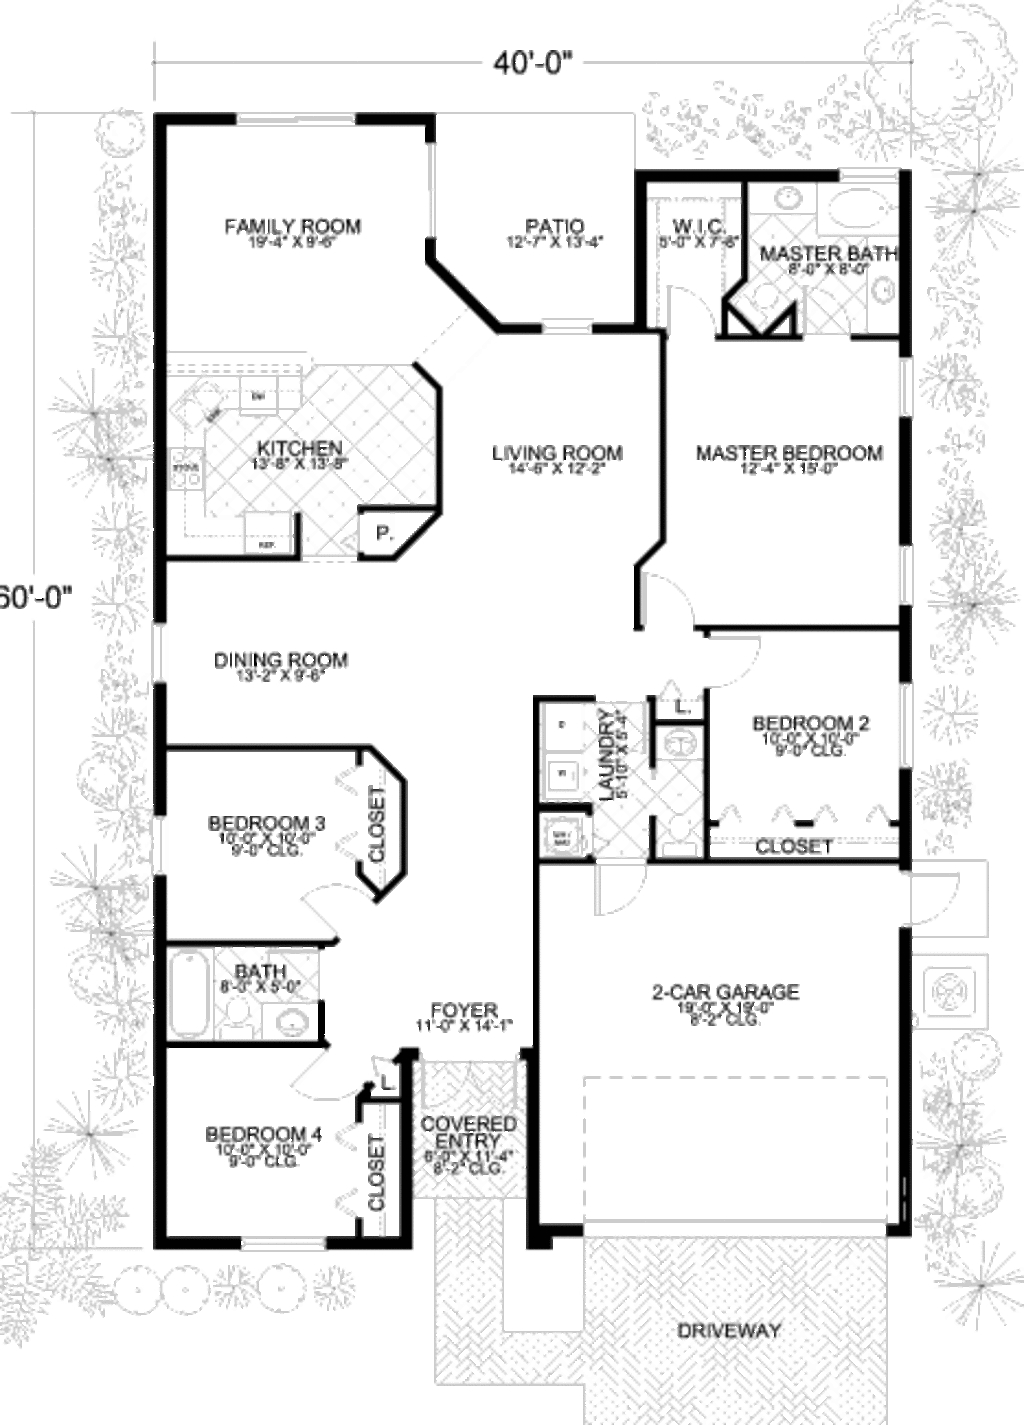 40'-0"
FAMILY ROOM
19'-4" X 9'-6"
PATIO
12'-7" X 13'-4"
W.I.C.
5'-0" X 7'-8"
MASTER BATH
8'-0" X 8'-0"
DW
KITCHEN
13'-8" X 13'-8"
LIVING ROOM
14'-6" X 12'-2"
MASTER BEDROOM
12'-4" X 15'-0"
STOVE
P.
REF.
60'-0"
DINING ROOM
13'-2" X 9'-6"
L.
D
LAUNDRY
5'-10" X 5'-4"
BEDROOM 2
10'-0" X 10'-0"
9'-0" CLG.
W
BEDROOM 3
10'-0" X 10'-0"
9'-0" CLG.
CLOSET
CLOSET
BATH
8'-0" X 5'-0"
FOYER
11'-0" X 14'-1"
2-CAR GARAGE
19'-0" X 19'-0"
8'-2" CLG.
L.
COVERED
ENTRY
6'-0" X 11'-4"
8'-2" CLG.
BEDROOM 4
10'-0" X 10'-0"
9'-0" CLG.
CLOSET
DRIVEWAY